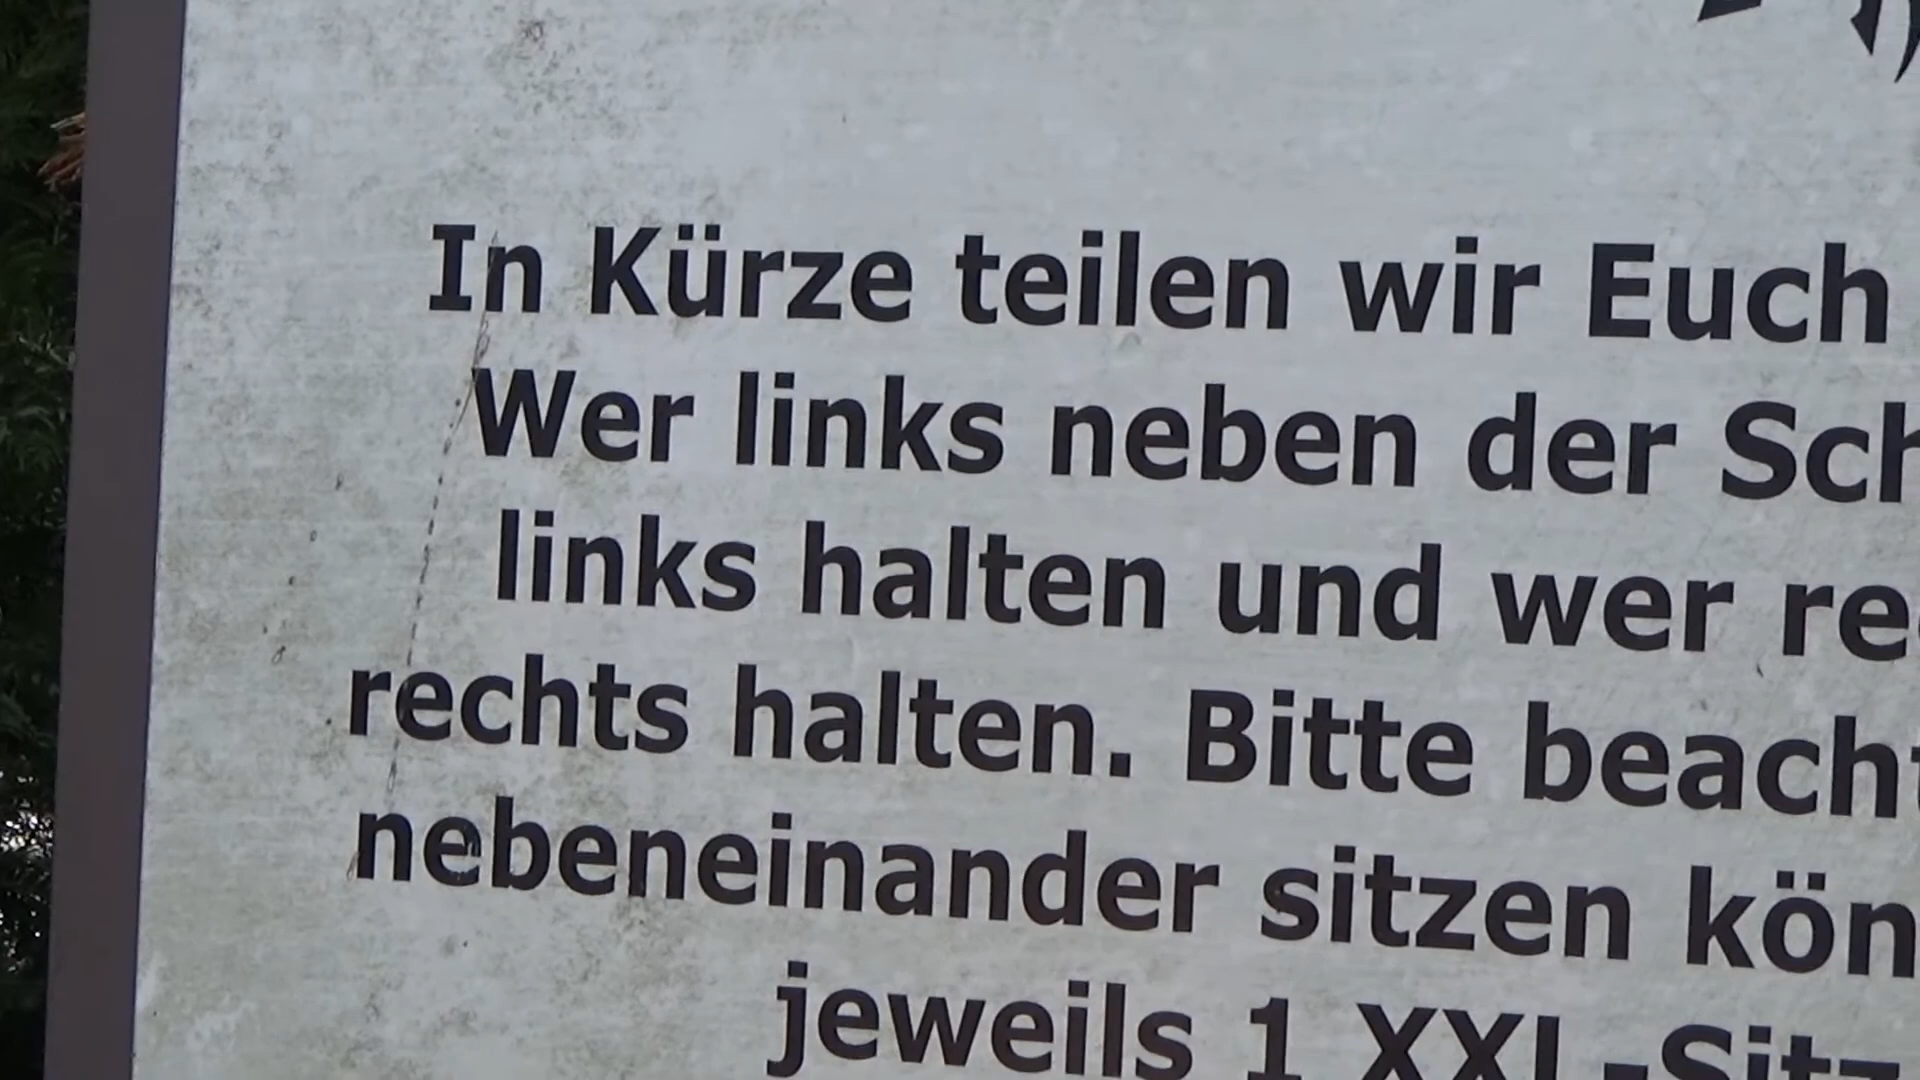 In Kürze teilen wir Euch
Wer links neben der
links halten und wer
rechts halten. Bitte
nebeneinander sitzen
jeweils 1